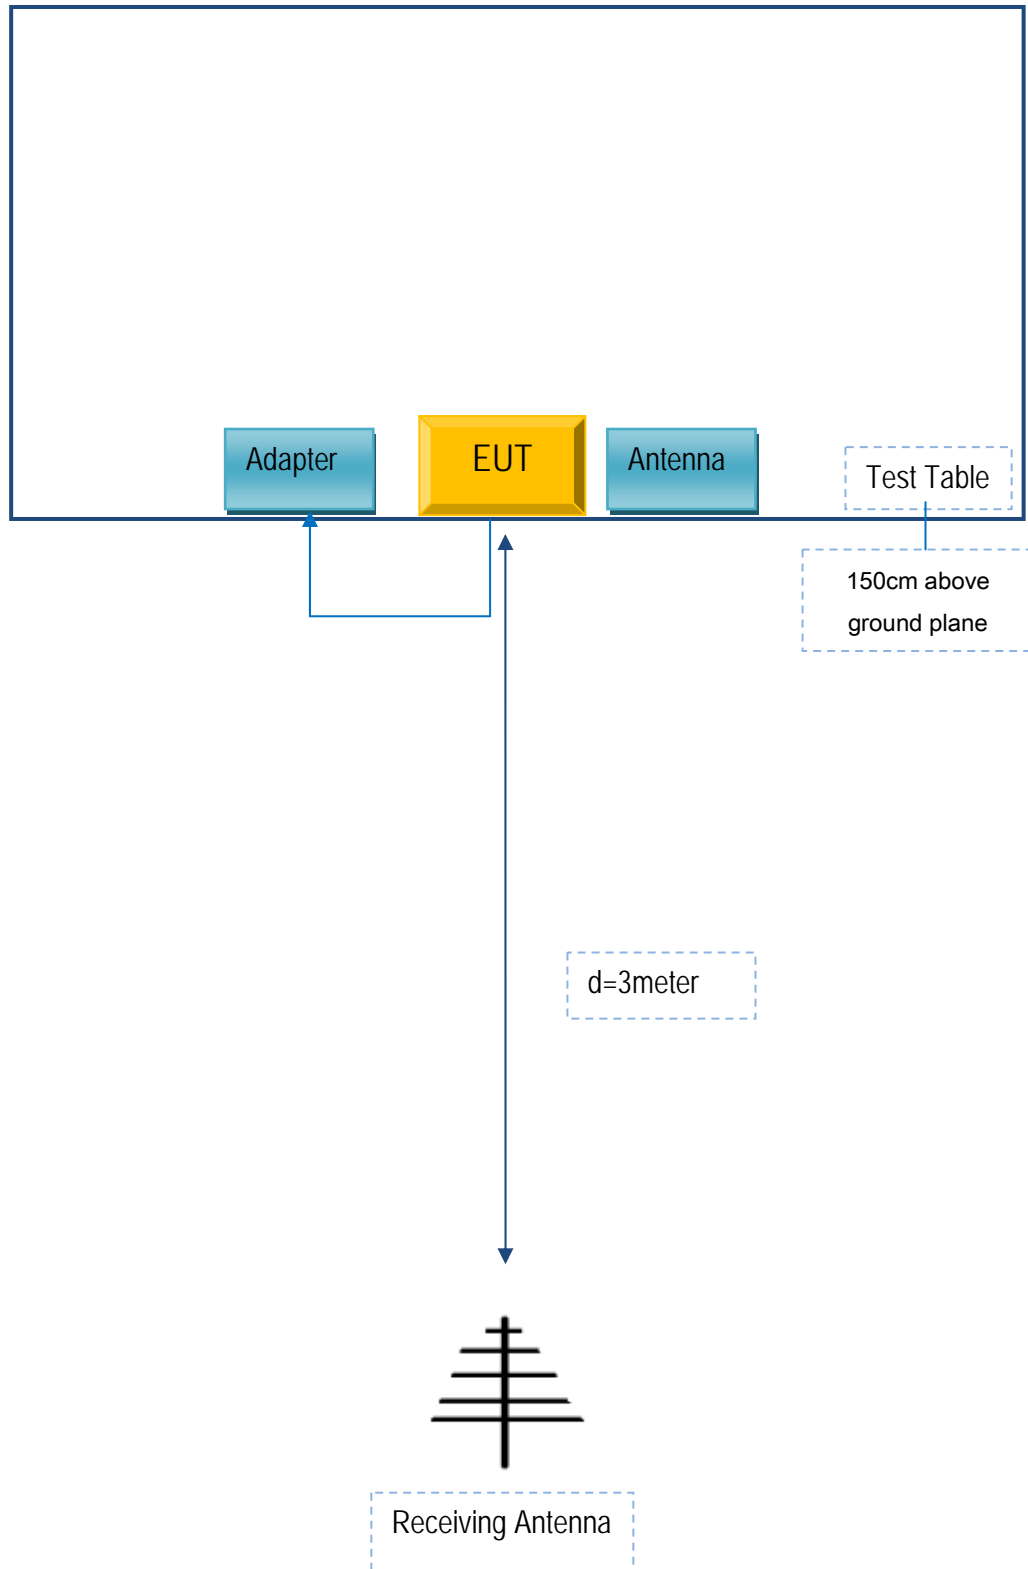 Adapter
EUT
Antenna
Test Table
150cm above
ground plane
d=3meter
Receiving Antenna